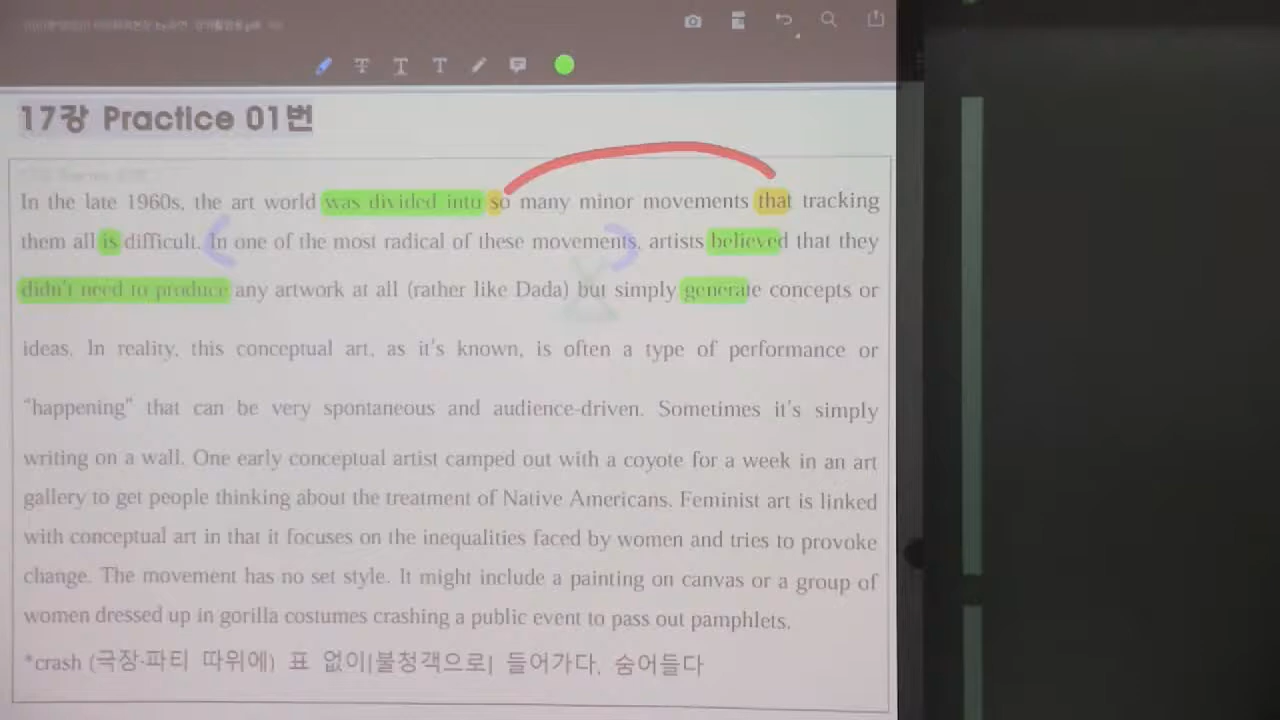 17강 Practice 01번
In the late 1960s, the art world was divided into so many minor movements that tracking
them all is difficult. In one of the most radical of these movements, artists believed that they
didn't need to produce any artwork at all (rather like Dada) but simply generate concepts or
ideas. In reality, this conceptual art, as it's known, is often a type of performance or
"happening" that can be very spontaneous and audience-driven. Sometimes it's simply
writing on a wall. One early conceptual artist camped out with a coyote for a week in an art
gallery to get people thinking about the treatment of Native Americans. Feminist art is linked
with conceptual art in that it focuses on the inequalities faced by women and tries to provoke
change. The movement has no set style. It might include a painting on canvas or a group of
women dressed up in gorilla costumes crashing a public event to pass out pamphlets.
*crash (극장·파티 따위에) 표 없이[불청객으로] 들어가다, 숨어들다